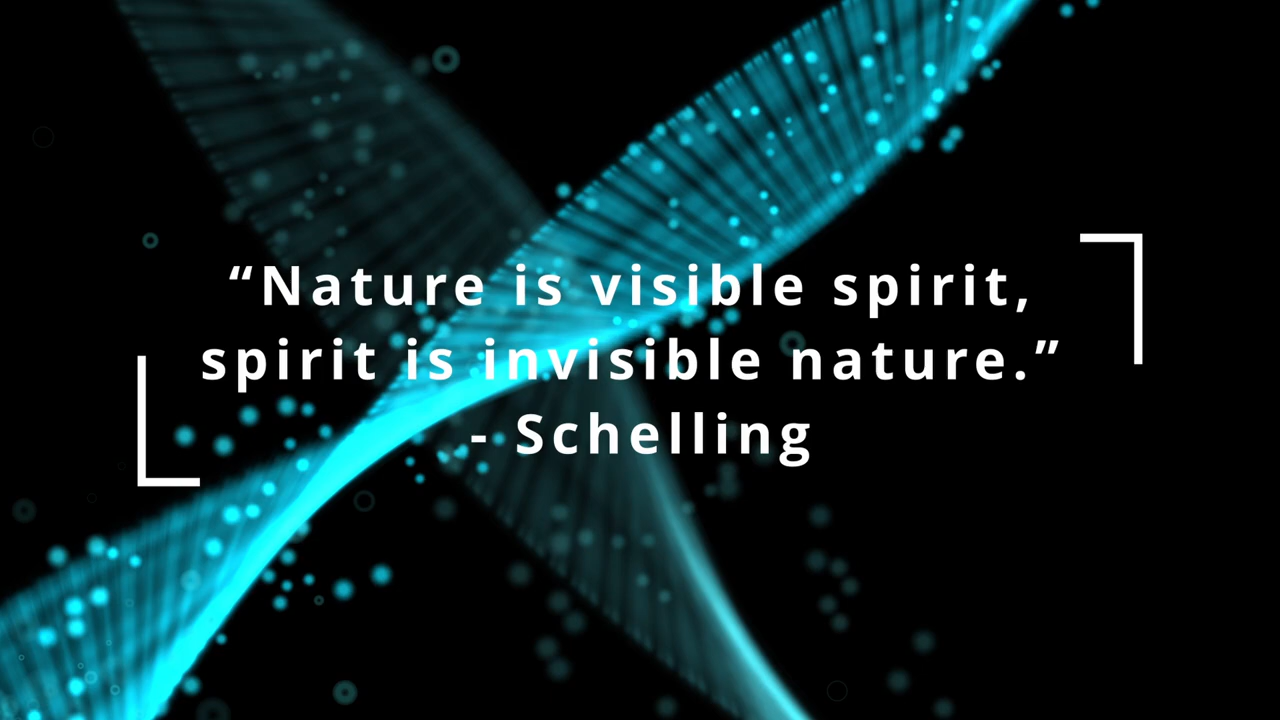 “Nature is visible spirit,
spirit is invisible nature.”
- Schelling